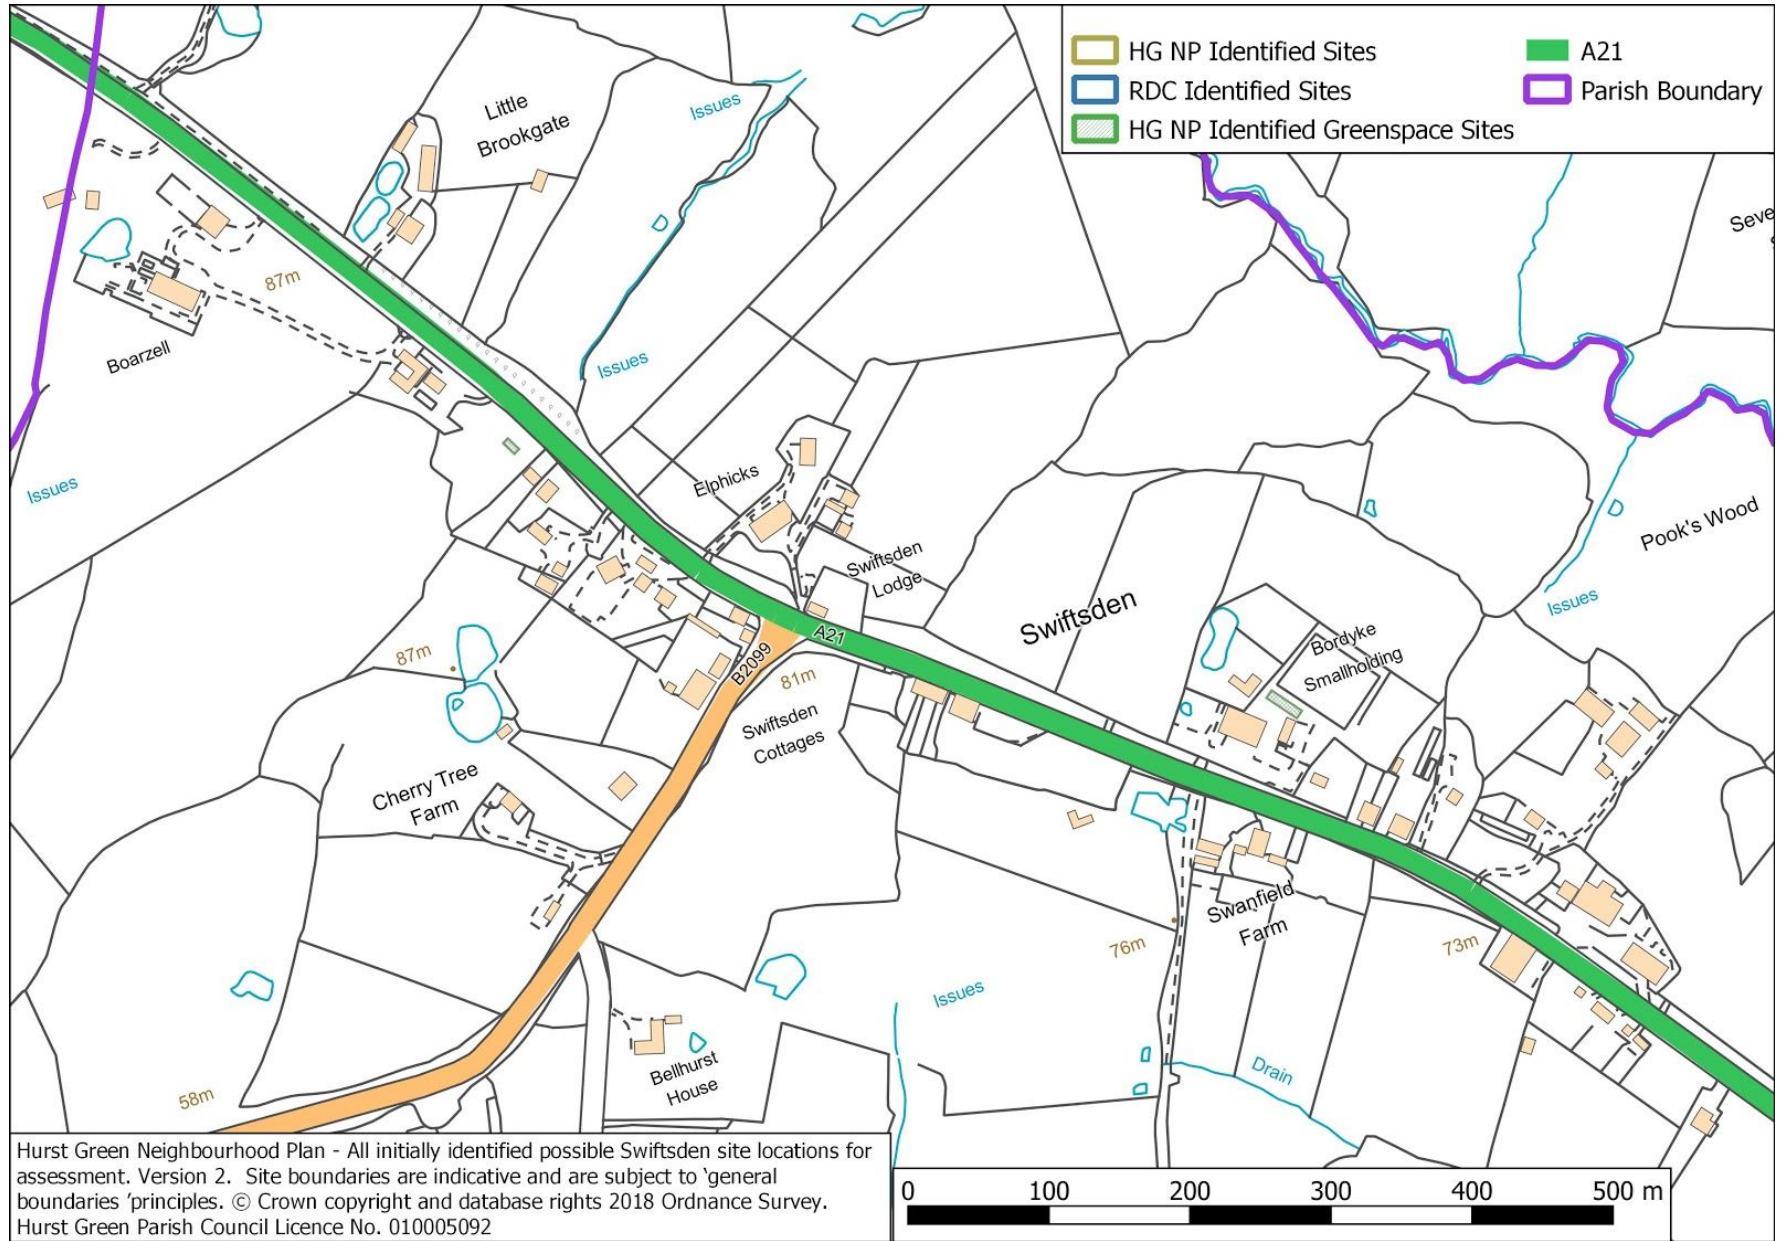 HG NP Identified Sites
RDC Identified Sites
HG NP Identified Greenspace Sites
A21
Parish Boundary
Little
Brookgate
Issues
D
Seve
87m
Boarzell
Issues
Issues
Elphicks
Swiftsden
Lodge
Swiftsden
D
Pook's Wood
Issues
Bordyke
Smallholding
A21
B2099
87m
81m
Swiftsden
Cottages
Cherry Tree
Farm
Swanfield
Farm
76m
73m
Issues
Drain
Bellhurst
House
58m
Hurst Green Neighbourhood Plan - All initially identified possible Swiftsden site locations for
assessment. Version 2. Site boundaries are indicative and are subject to ‘general
boundaries ’principles. © Crown copyright and database rights 2018 Ordnance Survey.
Hurst Green Parish Council Licence No. 010005092
0 100 200 300 400 500 m